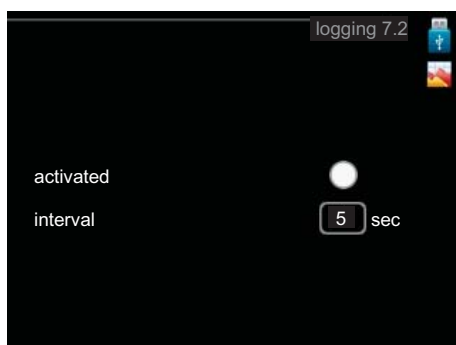 logging 7.2
activated
interval 5 sec